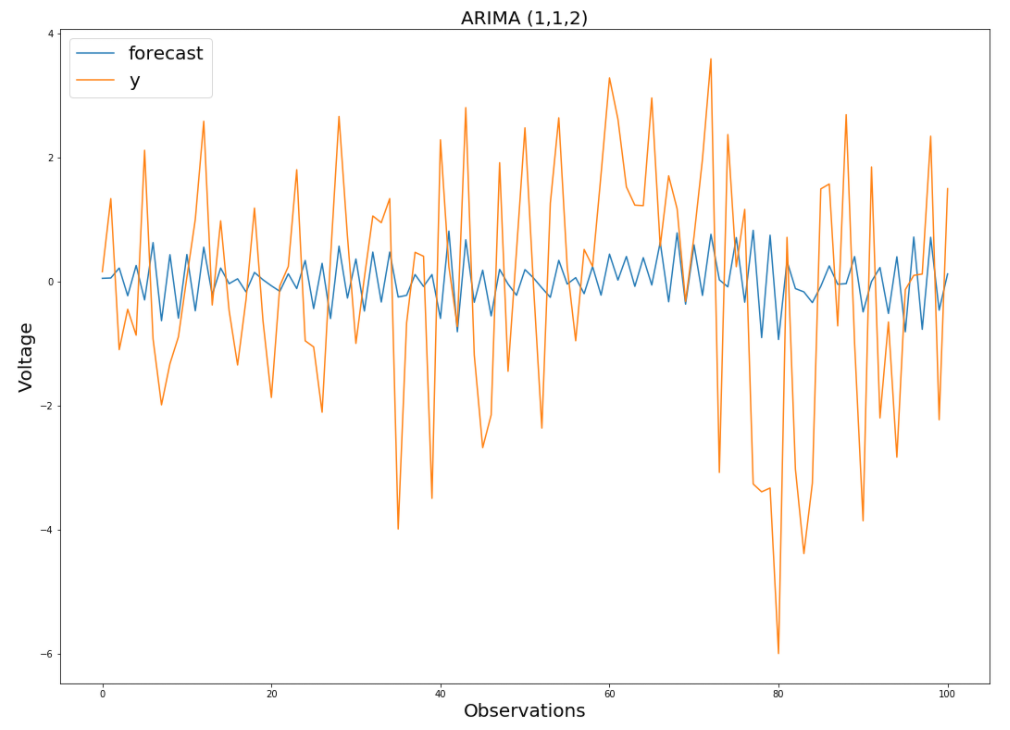 ARIMA (1,1,2)
forecast
y
4
2
0
−2
−4
−6
Voltage
0 20 40 60 80 100
Observations